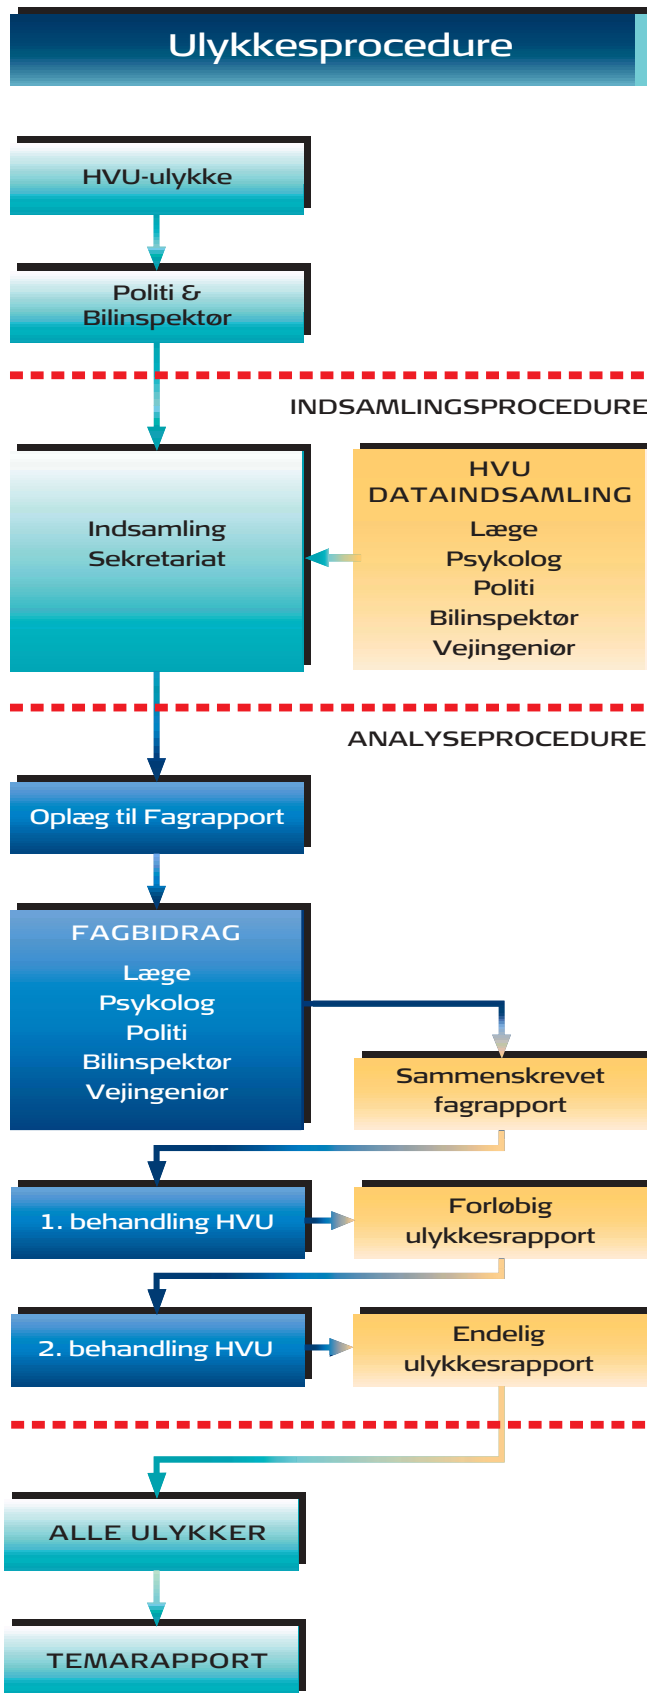 Ulykkesprocedure
HVU-ulykke
Politi &
Bilinspektør
INDSAMLINGSPROCEDURE
Indsamling
Sekretariat
HVU
DATAINDSAMLING
Læge
Psykolog
Politi
Bilinspektør
Vejingeniør
ANALYSEPROCEDURE
Oplæg til Fagrapport
FAGBIDRAG
Læge
Psykolog
Politi
Bilinspektør
Vejingeniør
Sammenskrevet
fagrapport
1. behandling HVU
Forløbig
ulykkesrapport
2. behandling HVU
Endelig
ulykkesrapport
ALLE ULYKKER
TEMARAPPORT